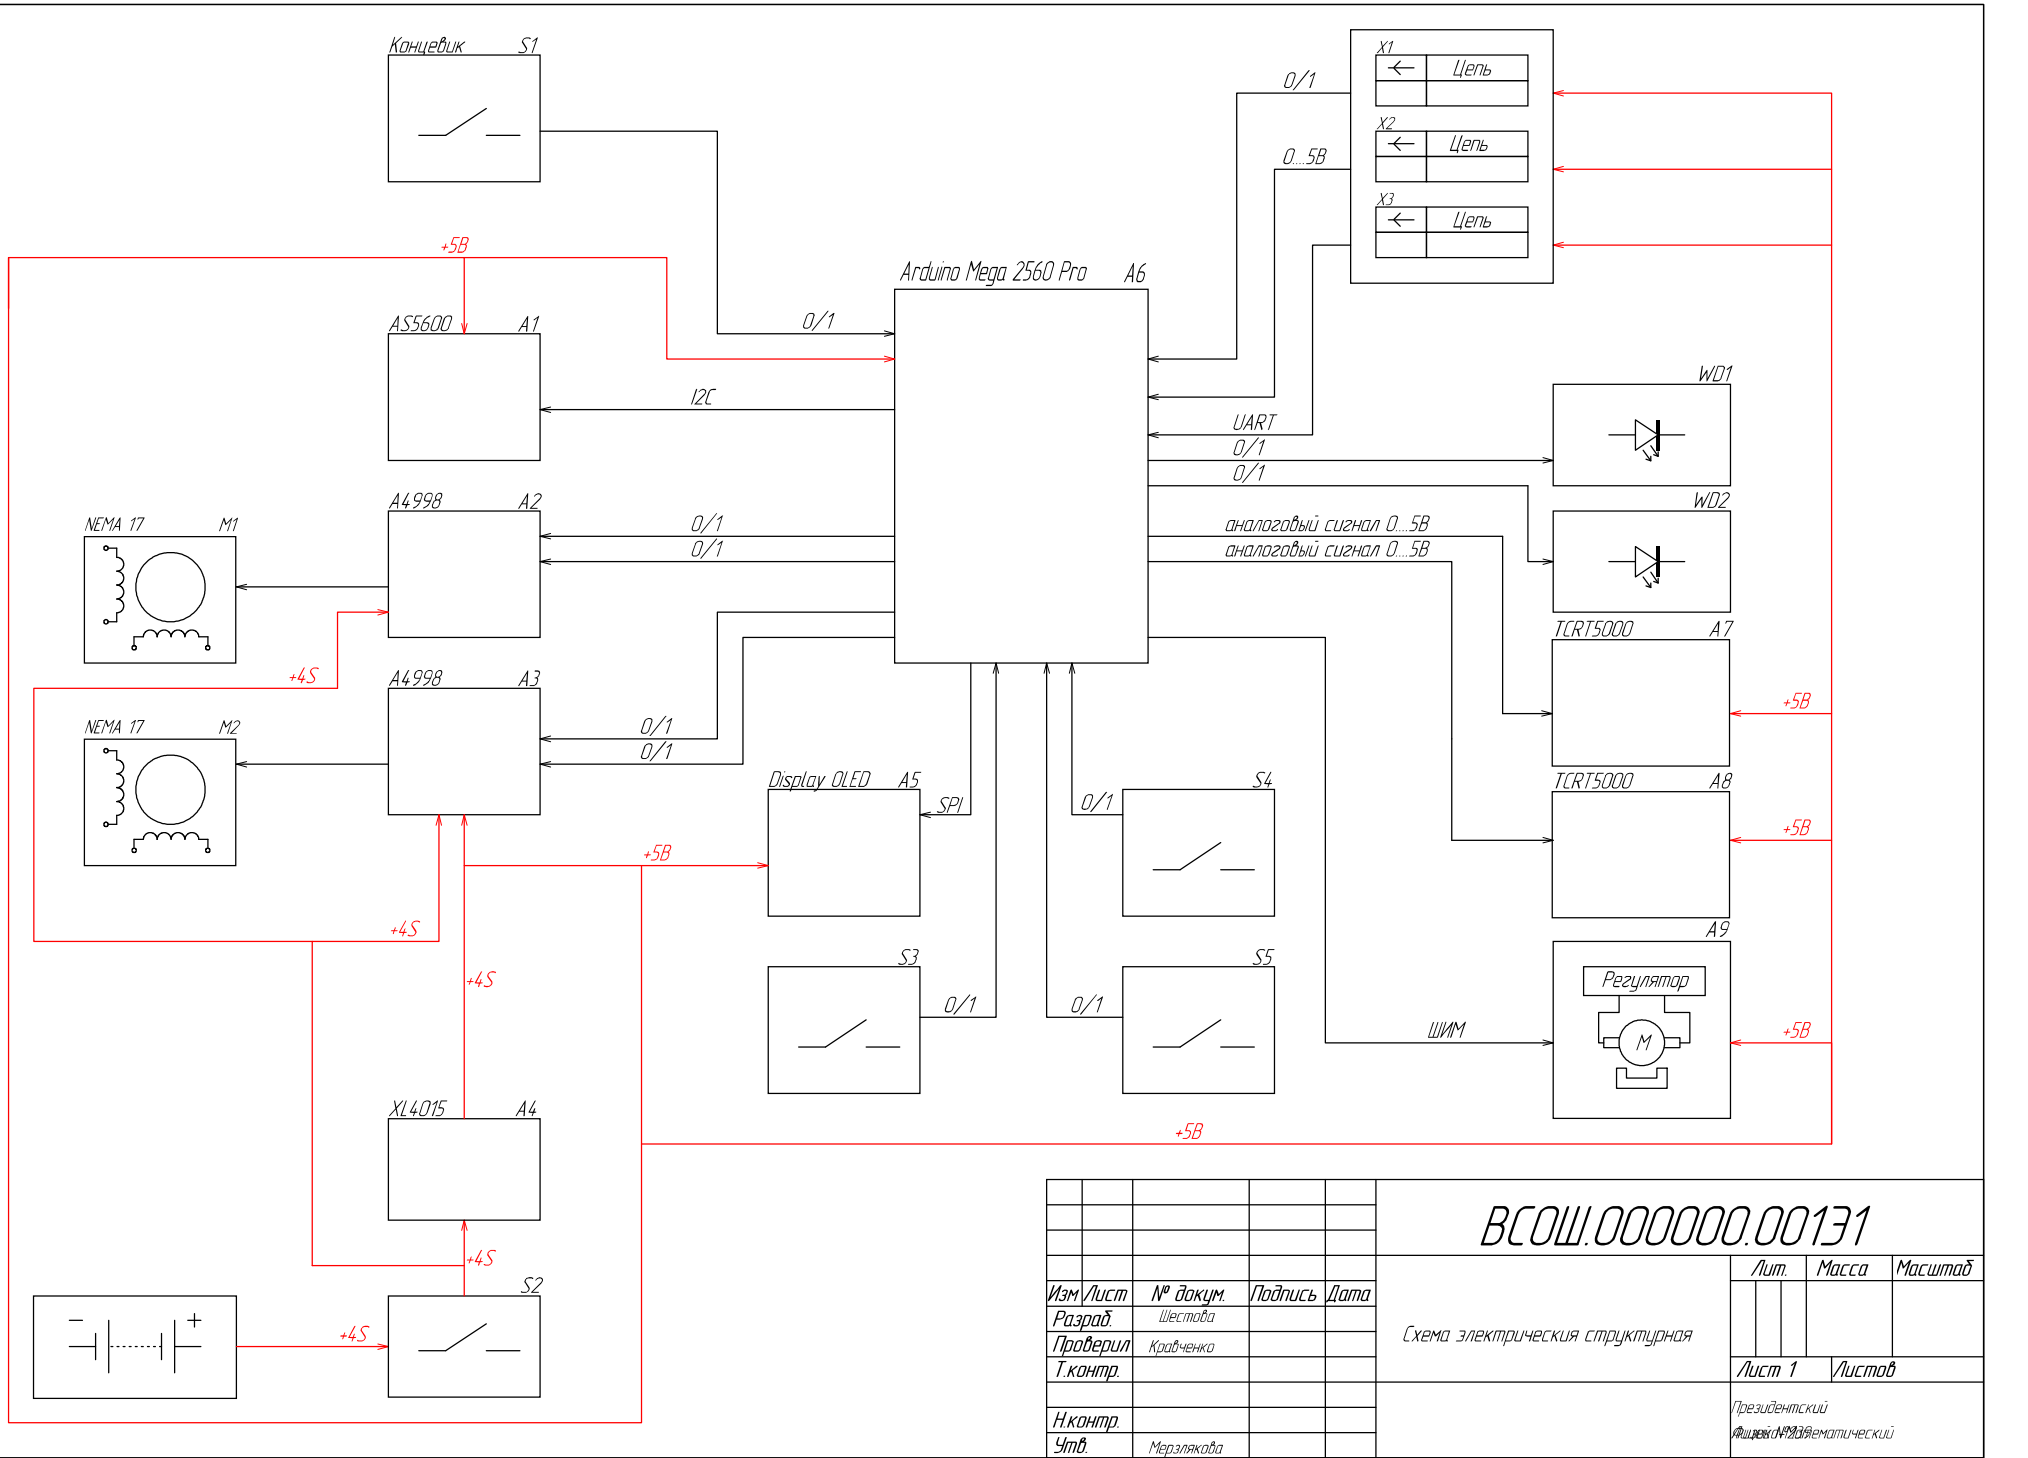 Концевик S1
X1
Цепь
0/1
X2
Цепь
0...5В
X3
Цепь
+5В
Arduino Mega 2560 Pro A6
AS5600 A1
0/1
I2C
WD1
UART
0/1
0/1
A4998 A2
WD2
NEMA 17 M1
0/1
0/1
аналоговый сигнал 0...5В
аналоговый сигнал 0...5В
TCRT5000 A7
+4S
A4998 A3
+5В
NEMA 17 M2
0/1
0/1
Display OLED A5
SPI
S4
0/1
TCRT5000 A8
+5В
+5В
+4S
A9
S3
S5
Регулятор
+4S
0/1
0/1
ШИМ
М
+5В
XL4015 A4
+5В
+4S
S2
- +
+4S
ВСОШ.000000.001Э1
Лит. Масса Масштаб
Изм Лист № докум. Подпись Дата
Разраб. Шестова
Проверил Кравченко
Схема электрическия структурная
Т.контр.
Лист 1 Листов
Президентский
Н.контр.
Утв. Мерзлякова